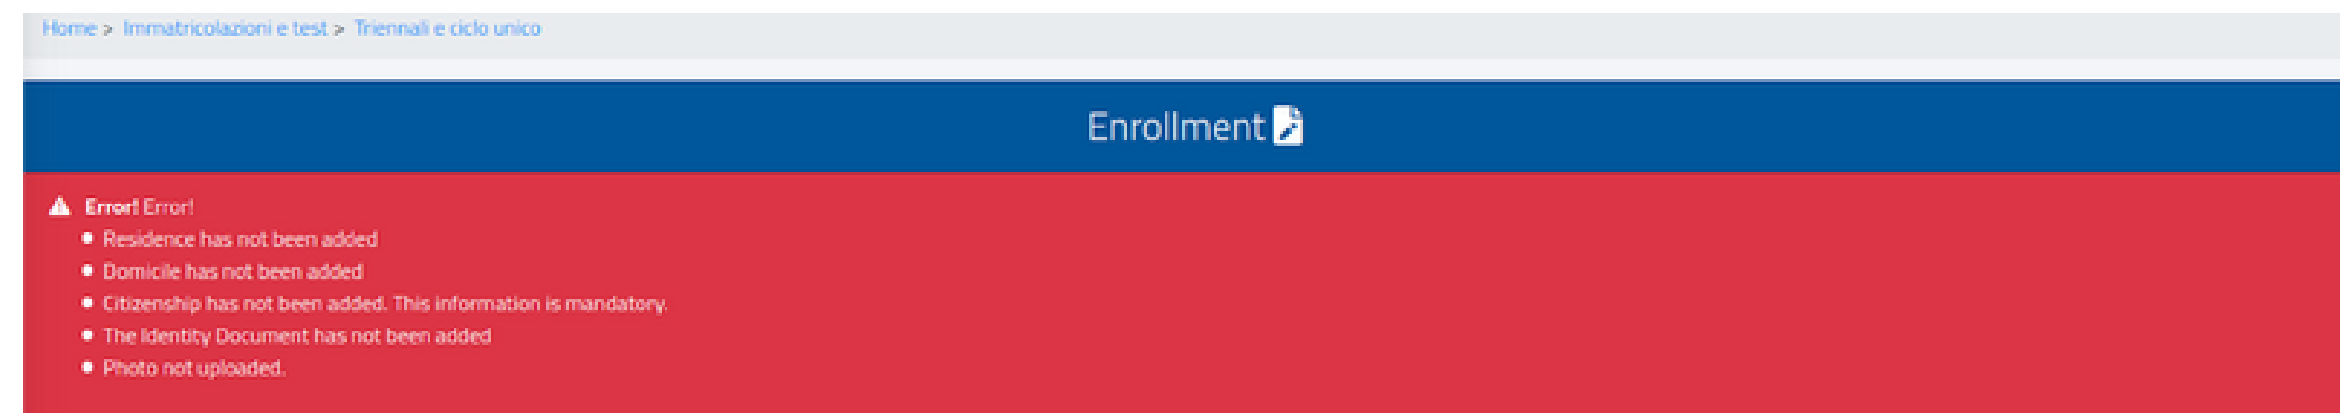 Home > Immatricolazioni e test > Triennali e ciclo unico
Enrollment
Error! Error!
Residence has not been added
Domicile has not been added
Citizenship has not been added. This information is mandatory.
The Identity Document has not been added
Photo not uploaded.